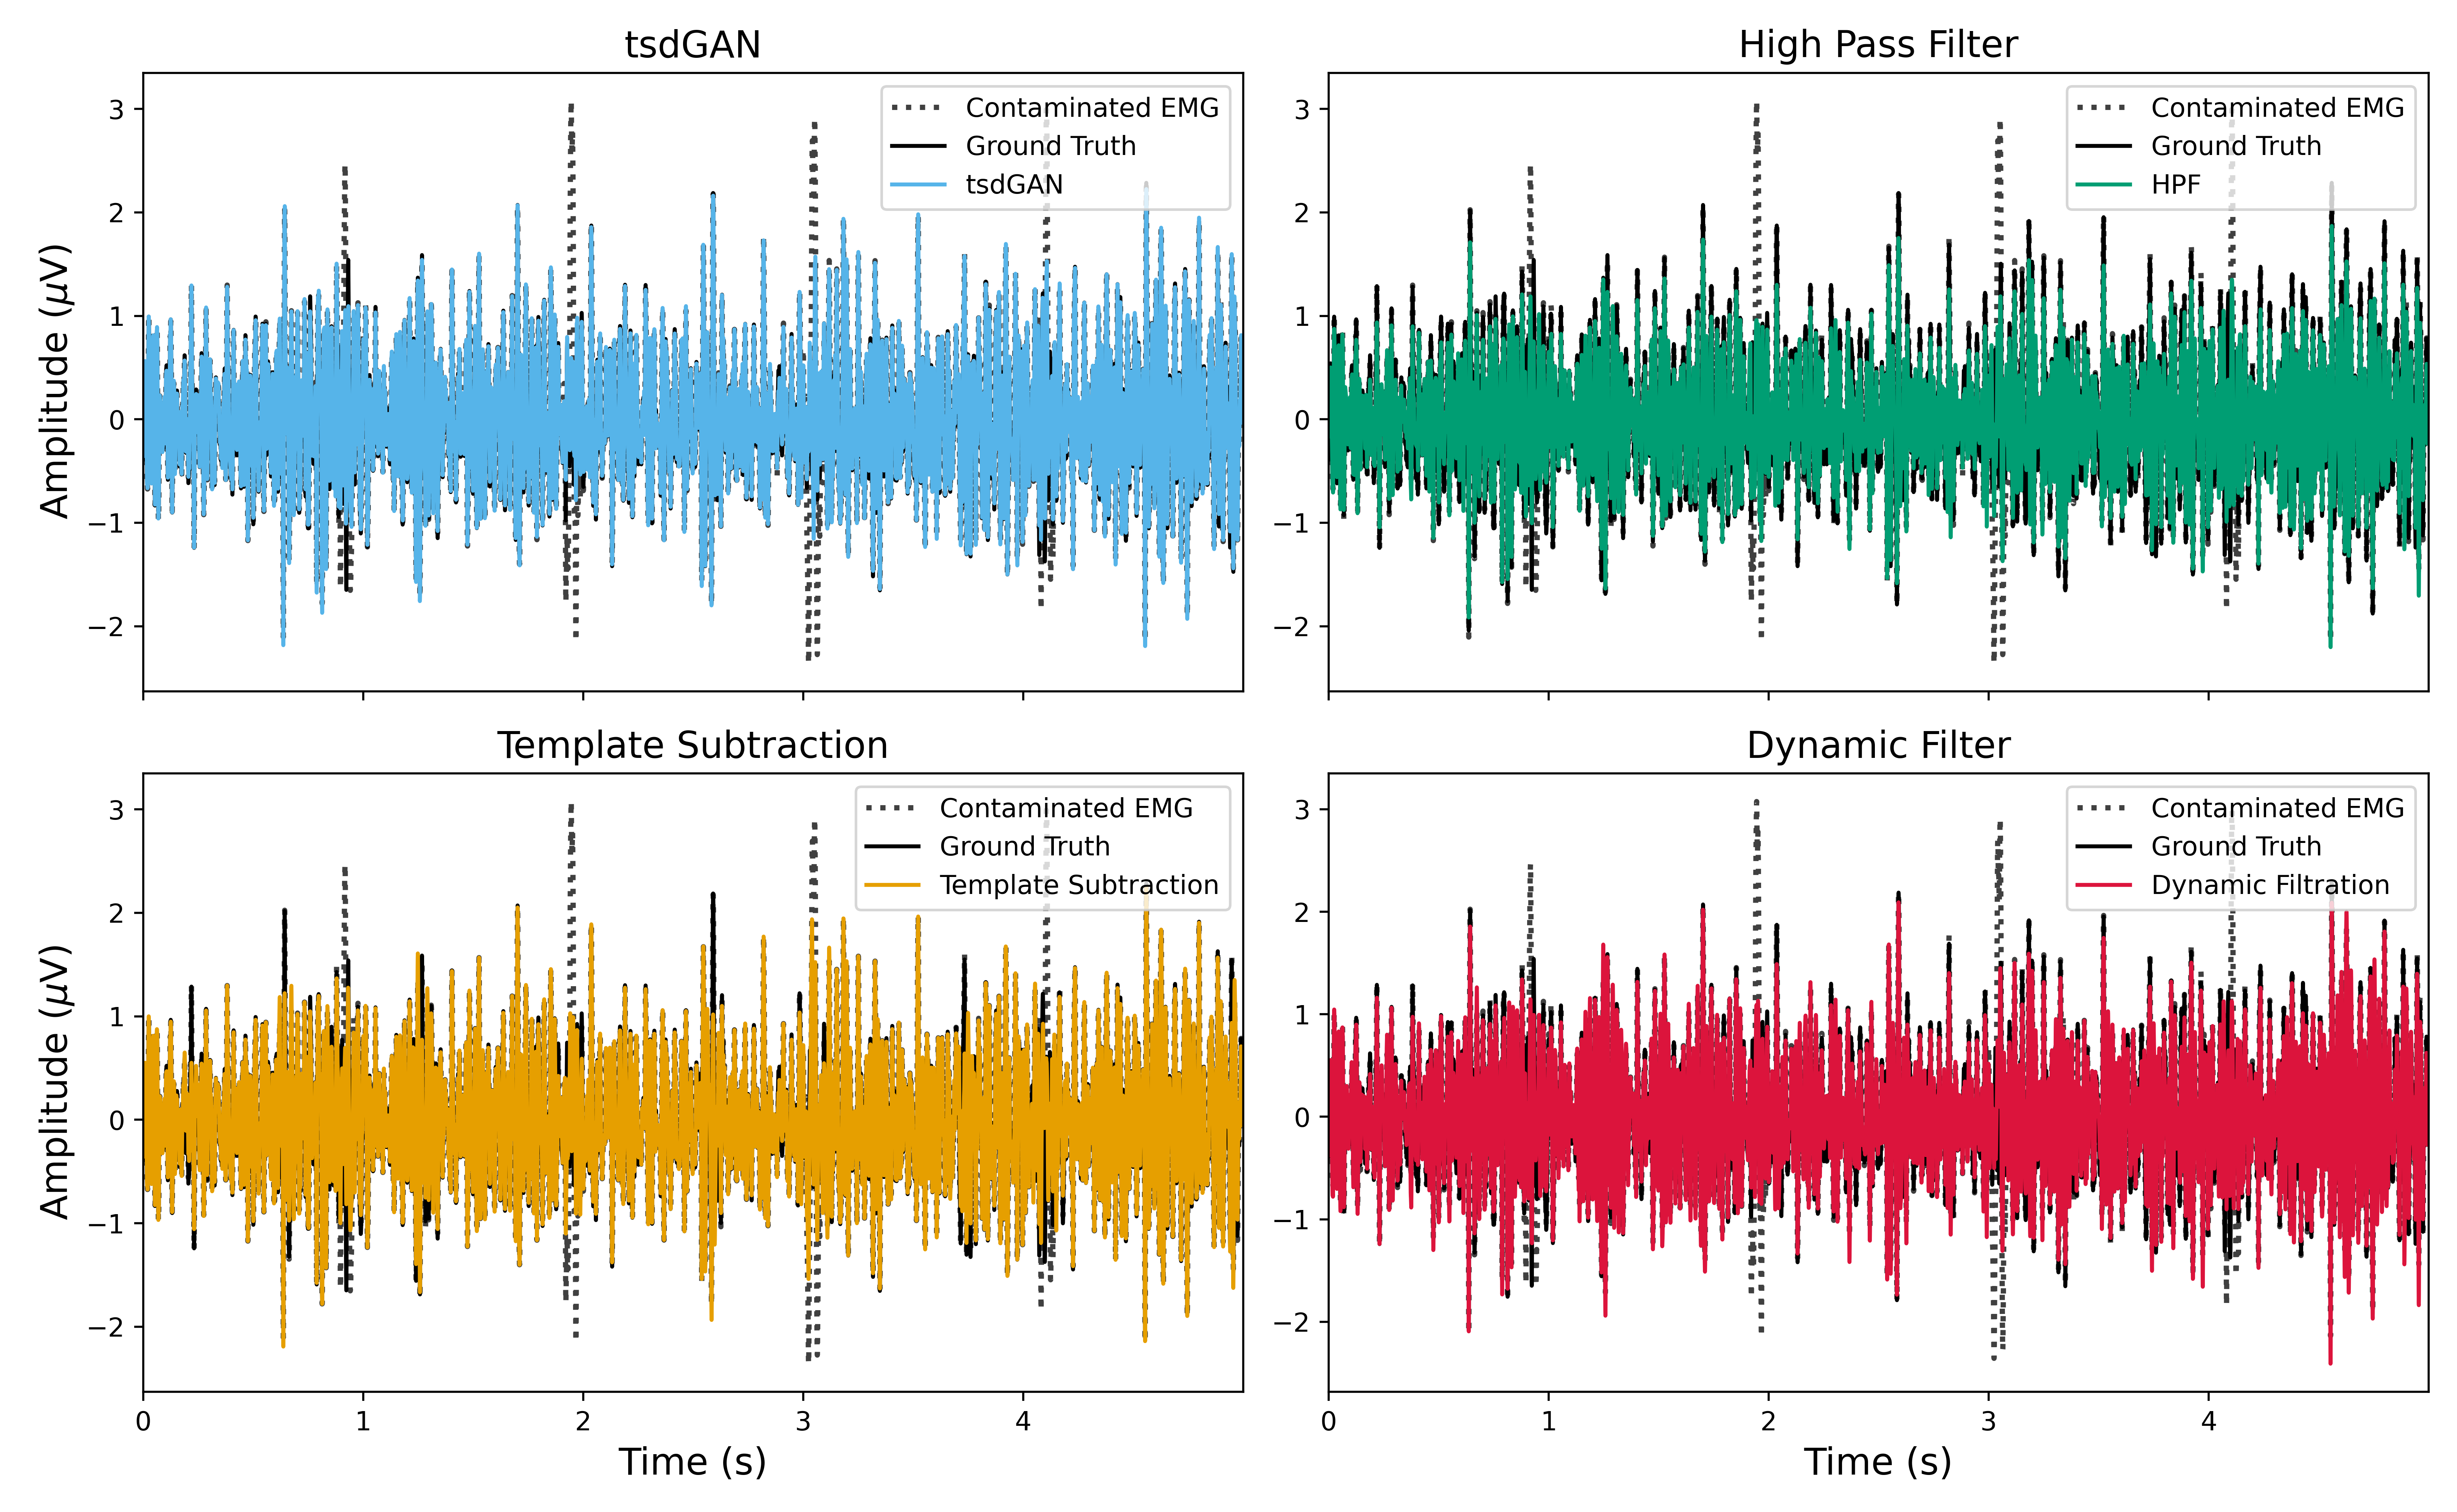 tsdGAN
Contaminated EMG
Ground Truth
tsdGAN
3
2
1
0
−1
−2
Amplitude (μV)
High Pass Filter
Contaminated EMG
Ground Truth
HPF
3
2
1
0
−1
−2
Template Subtraction
Contaminated EMG
Ground Truth
Template Subtraction
3
2
1
0
−1
−2
Amplitude (μV)
0 1 2 3 4
Time (s)
Dynamic Filter
Contaminated EMG
Ground Truth
Dynamic Filtration
3
2
1
0
−1
−2
0 1 2 3 4
Time (s)